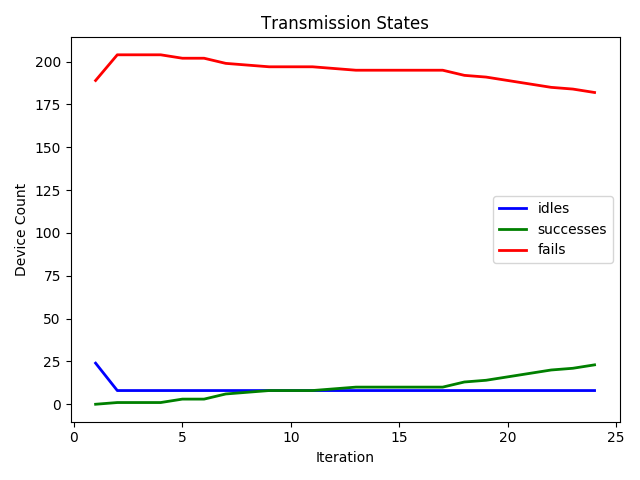 Transmission States
Device Count
200
175
150
125
100
75
50
25
0
idles
successes
fails
0 5 10 15 20 25
Iteration